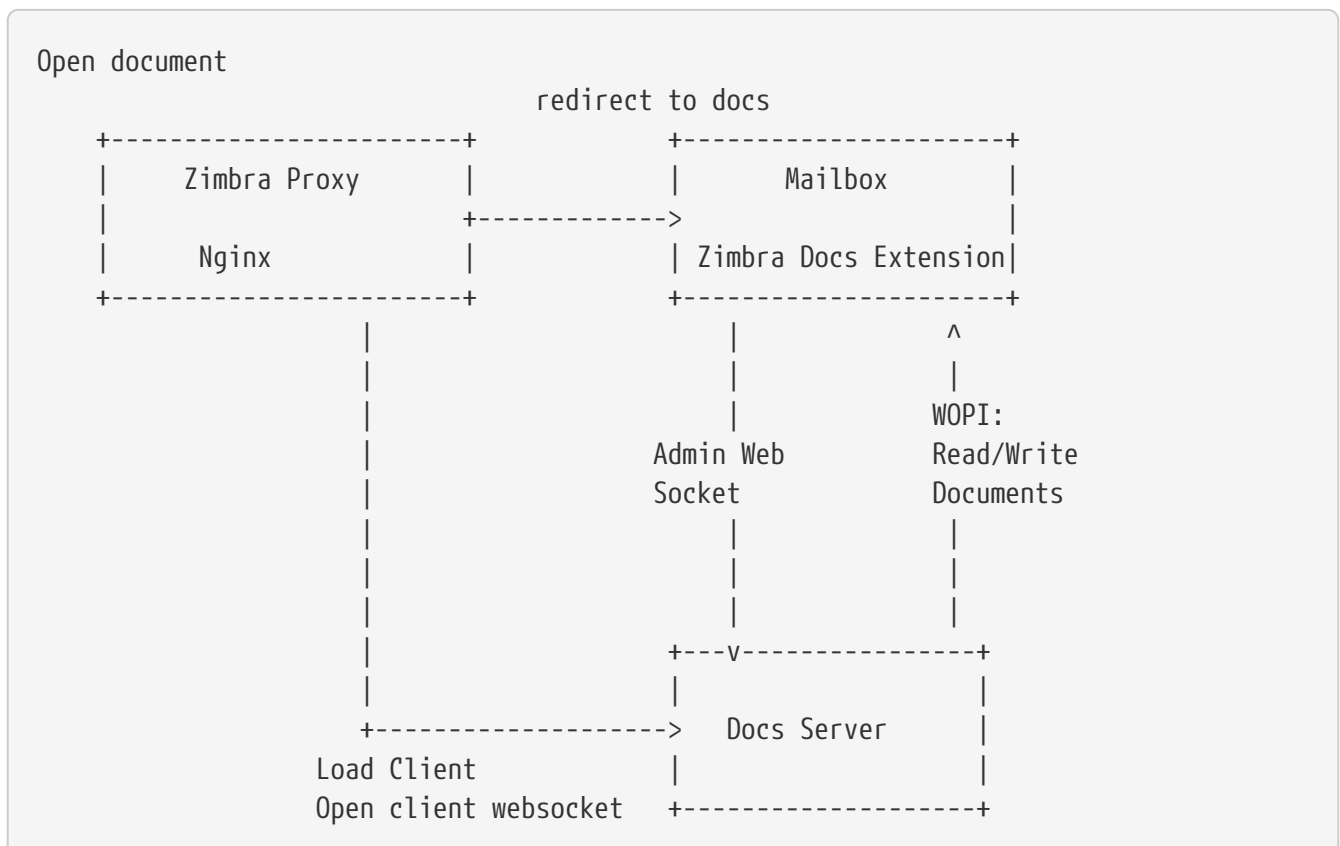 Open document
redirect to docs
+------------------------+             +-----------------------+
|     Zimbra Proxy       |             |       Mailbox         |
|                        +------------->                       |
|      Nginx             |             | Zimbra Docs Extension|
+------------------------+             +-----------------------+
|                        |              ^
|                        |              |
|                        |             WOPI:
|                   Admin Web          Read/Write
|                   Socket             Documents
|                        |              |
|                        |              |
|                        |              |
|                    +---v----------------+
|                    |                    |
+-------------------->   Docs Server      |
Load Client          |                    |
Open client websocket   +--------------------+